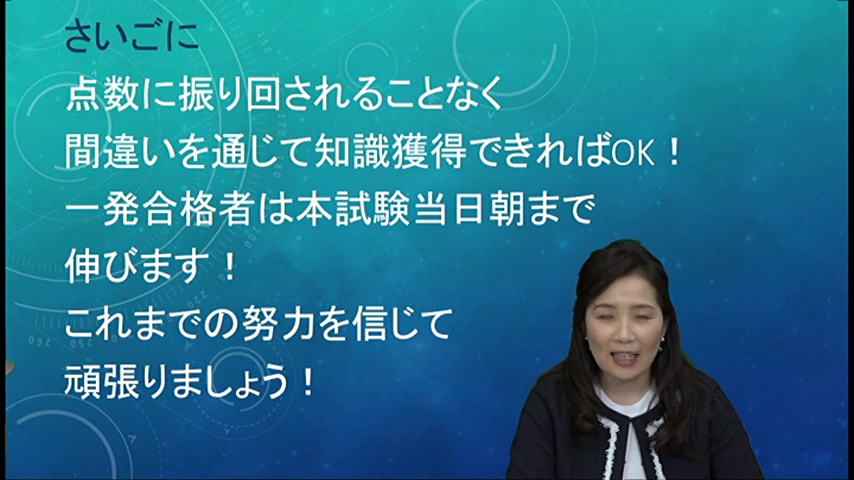 さいごに
点数に振り回されることなく
間違いを通じて知識獲得できればOK！
一発合格者は本試験当日朝まで
伸びます！
これまでの努力を信じて
頑張りましょう！